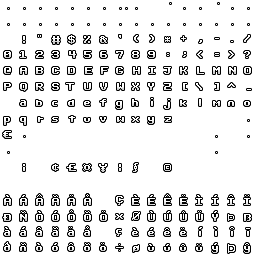 ! " # $ % & ' ( ) * + , - . /
0 1 2 3 4 5 6 7 8 9 : ; < = > ?
@ A B C D E F G H I J K L M N O
P Q R S T U V W X Y Z [ \ ] ^ _
a b c d e f g h i j k l m n o
p q r s t u v w x y z
€
¡ ¢ € ¤ ¥ ¦ §
À Á Â Ã Ä Å Ç È É Ê Ë Ì Í Î Ï
Ð Ñ Ò Ó Ô Õ Ö × Ø Ù Ú Û Ü Ý Þ ß
à á â ã ä å ç è é ê ë ì í î ï
ð ñ ò ó ô õ ö ÷ ø ù ú û ü ý þ ÿ